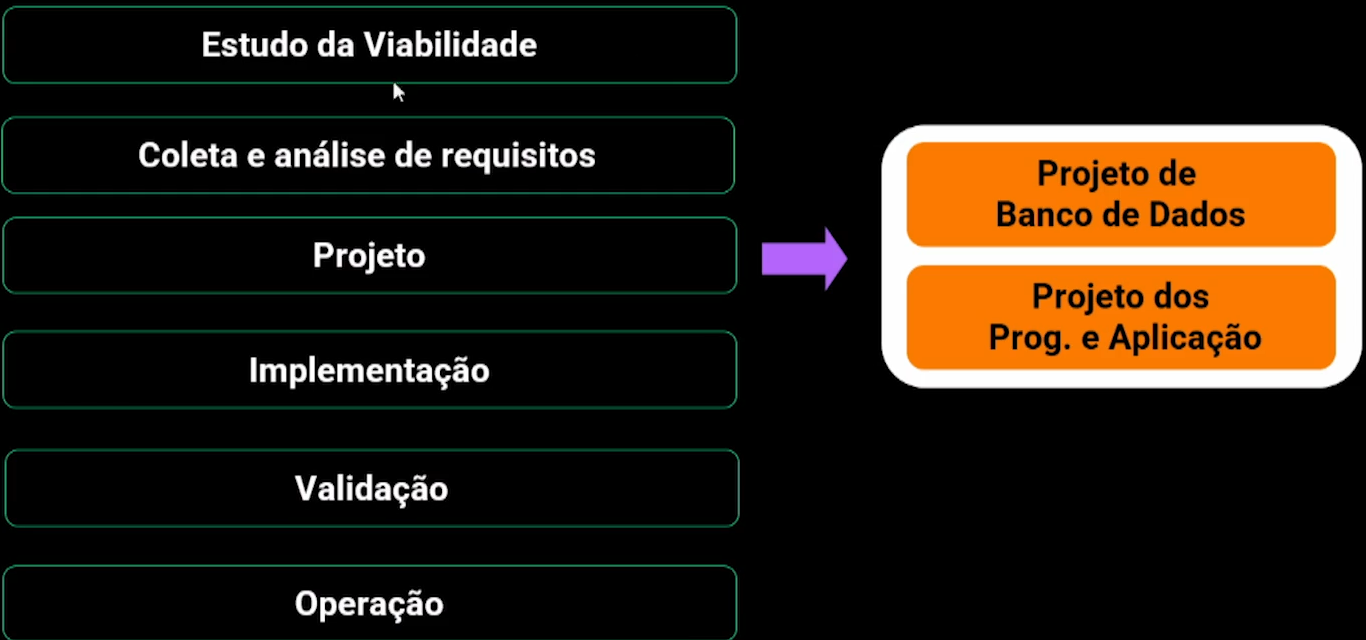 Estudo da Viabilidade
Coleta e análise de requisitos
Projeto
Implementação
Validação
Operação
Projeto de
Banco de Dados
Projeto dos
Prog. e Aplicação